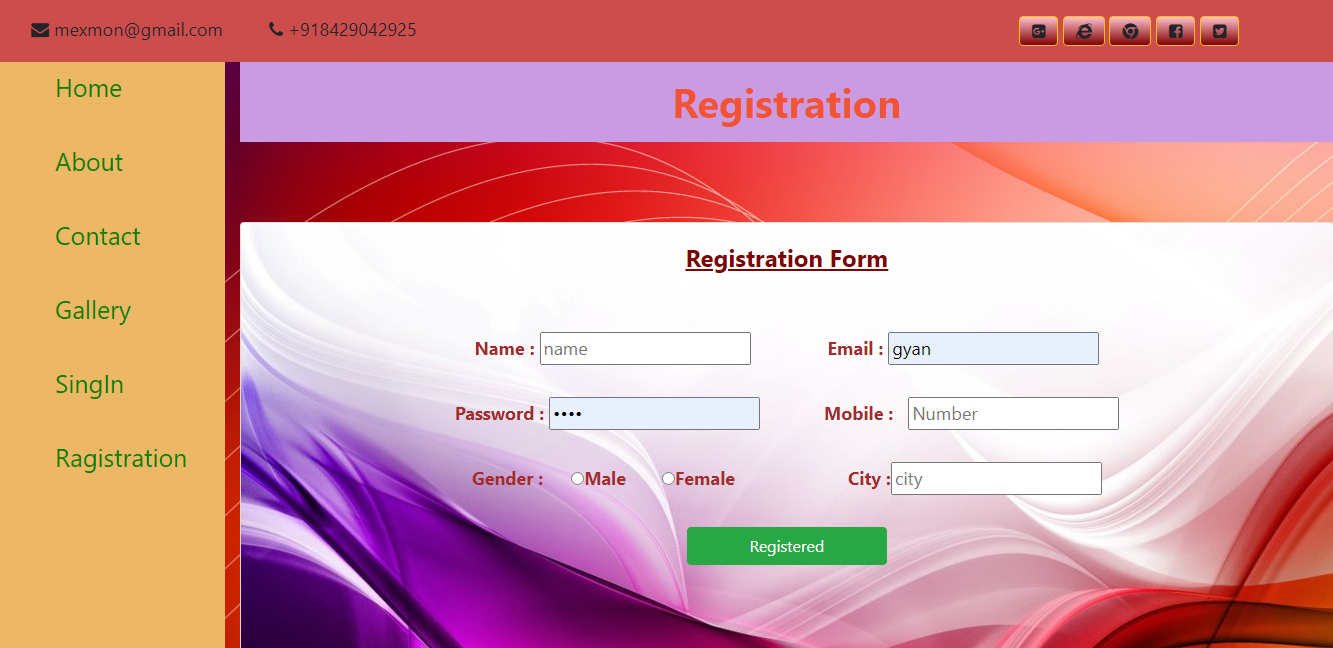 mexmon@gmail.com +918429042925
Home
About
Contact
Gallery
SingIn
Ragistration
Registration
Registration Form
Name : name Email : gyan
Password : •••• Mobile : Number
Gender : Male Female City : city
Registered